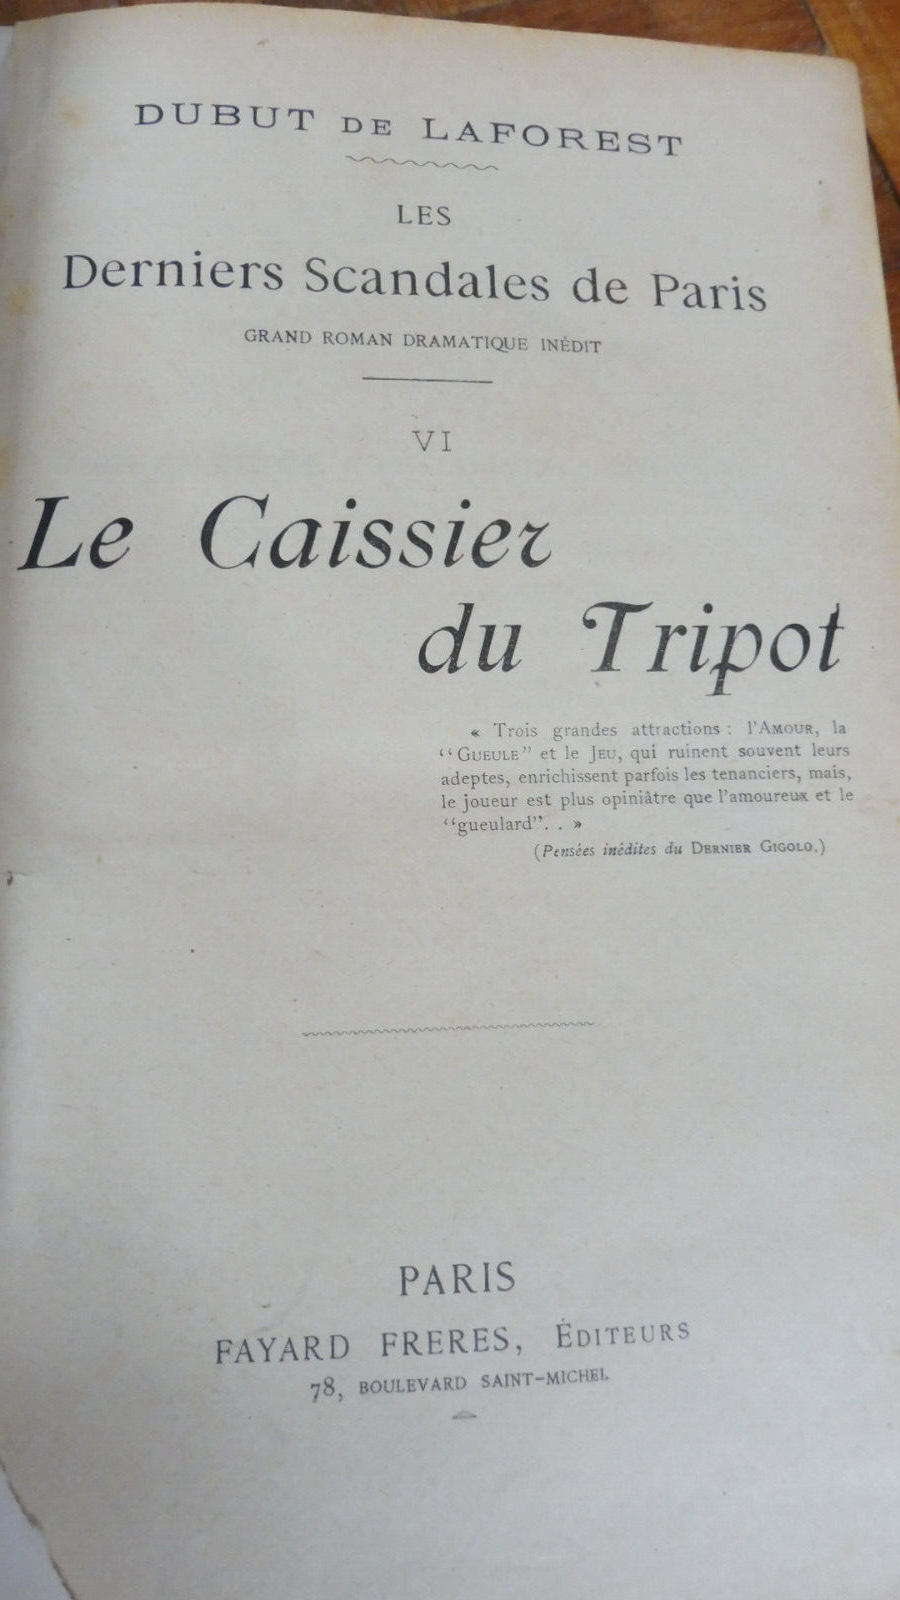 DUBUT DE LAFOREST
LES
Derniers Scandales de Paris
GRAND ROMAN DRAMATIQUE INÉDIT
VI
Le Caissier
du Tripot
« Trois grandes attractions : l'AMOUR, la
“GUEULE” et le JEU, qui ruinent souvent leurs
adeptes, enrichissent parfois les tenanciers, mais,
le joueur est plus opiniâtre que l'amoureux et le
“gueulard”. . »
(Pensées inédites du DERNIER GIGOLO.)
PARIS
FAYARD FRERES, ÉDITEURS
78, BOULEVARD SAINT-MICHEL